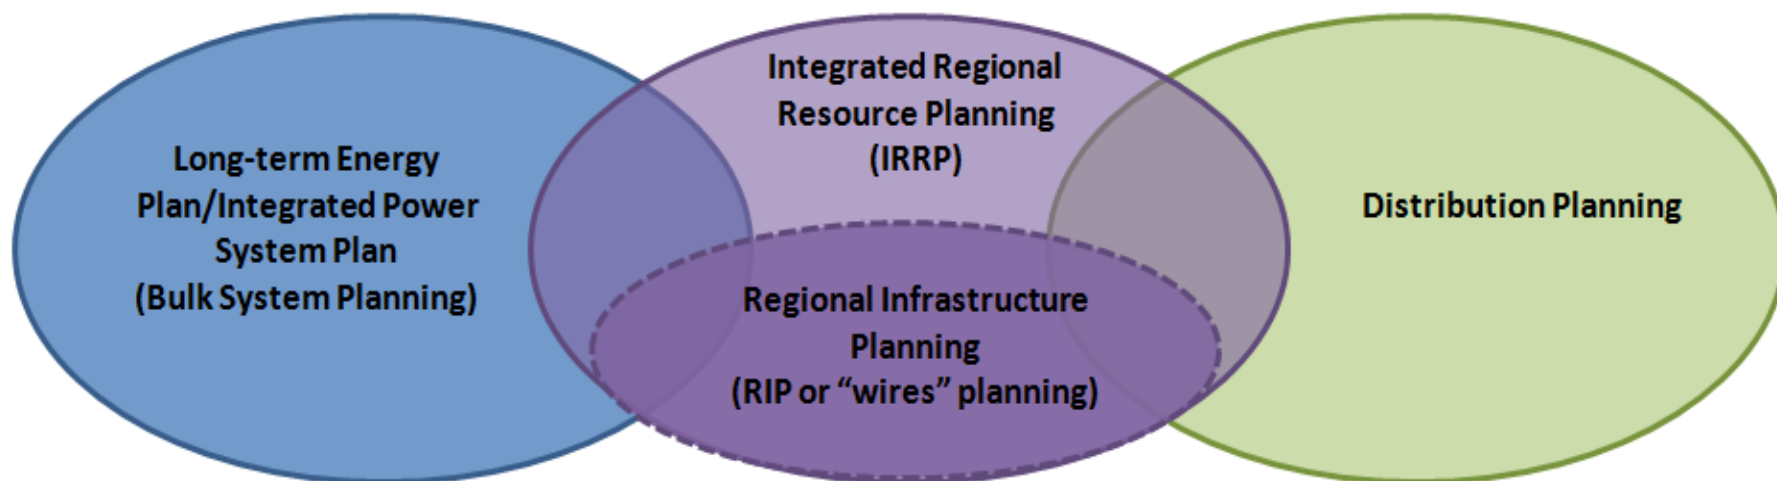 Long-term Energy
Plan/Integrated Power
System Plan
(Bulk System Planning)
Integrated Regional
Resource Planning
(IRRP)
Regional Infrastructure
Planning
(RIP or “wires” planning)
Distribution Planning